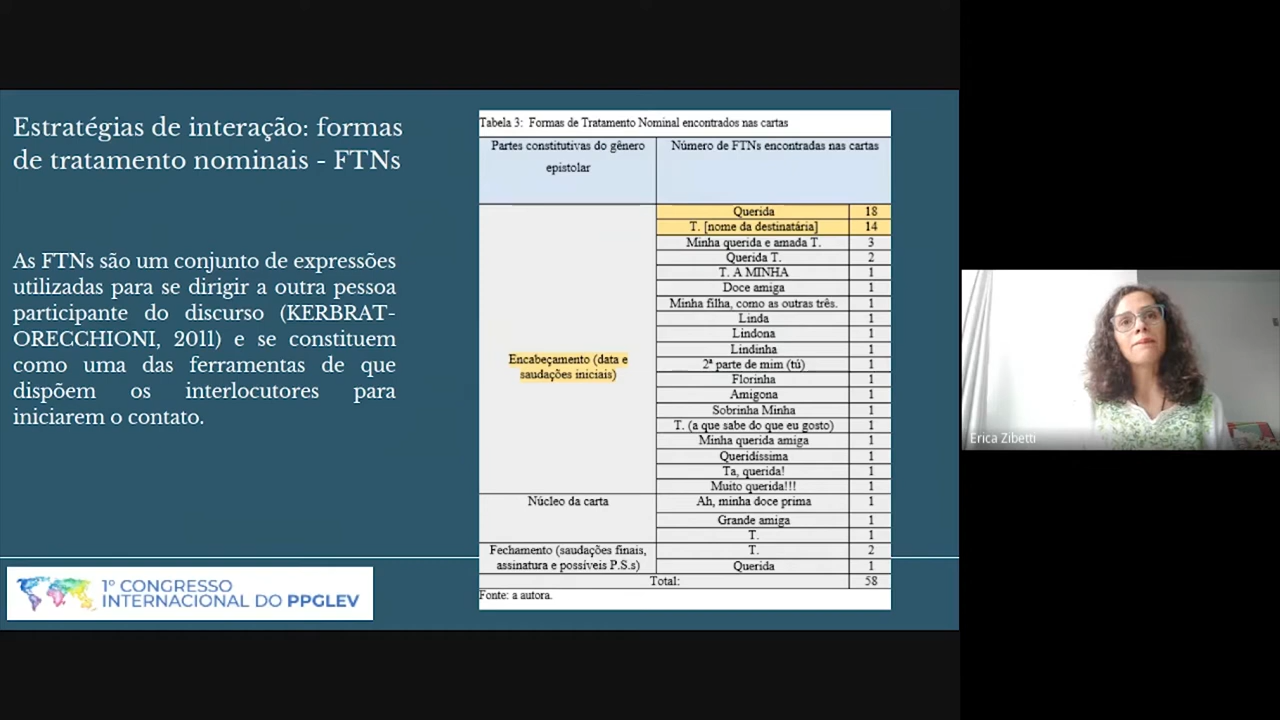 Estratégias de interação: formas
de tratamento nominais - FTNs
As FTNs são um conjunto de expressões
utilizadas para se dirigir a outra pessoa
participante do discurso (KERBRAT-
ORECCHIONI, 2011) e se constituem
como uma das ferramentas de que
dispõem os interlocutores para
iniciarem o contato.
1º CONGRESSO
INTERNACIONAL DO PPGLEV
Tabela 3: Formas de Tratamento Nominal encontrados nas cartas
Partes constitutivas do gênero
epistolar
Número de FTNs encontradas nas cartas
Encabeçamento (data e
saudações iniciais)
Querida 18
T. [nome da destinatária] 14
Minha querida e amada T. 3
Querida T. 2
T. A MINHA 1
Doce amiga 1
Minha filha, como as outras três. 1
Linda 1
Lindona 1
Lindinha 1
2ª parte de mim (tú) 1
Florinha 1
Amigona 1
Sobrinha Minha 1
T. (a que sabe do que eu gosto) 1
Minha querida amiga 1
Queridíssima 1
Ta, querida! 1
Muito querida!!! 1
Núcleo da carta
Ah, minha doce prima 1
Grande amiga 1
T. 1
Fechamento (saudações finais,
assinatura e possíveis P.S.s)
T. 2
Querida 1
Total: 58
Fonte: a autora.
Erica Zibetti